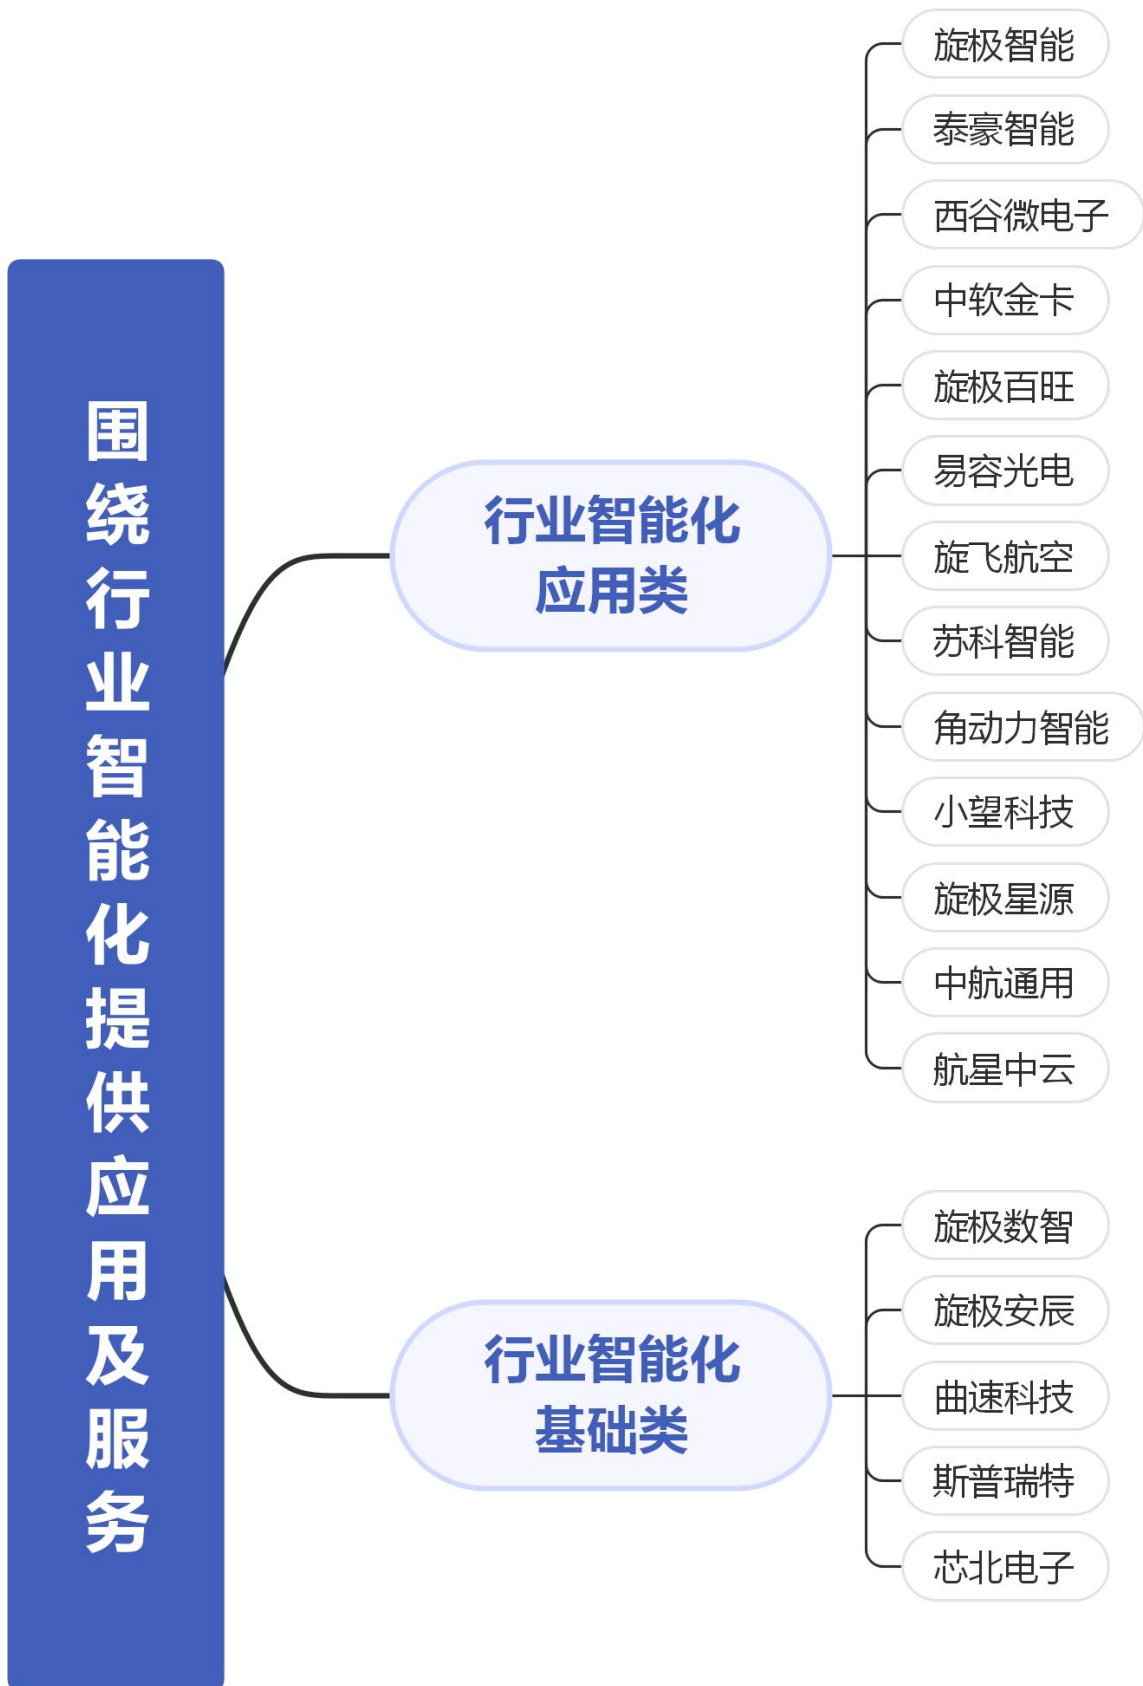 围绕行业智能化提供应用及服务
行业智能化
应用类
旋极智能
泰豪智能
西谷微电子
中软金卡
旋极百旺
易容光电
旋飞航空
苏科智能
角动力智能
小望科技
旋极星源
中航通用
航星中云
行业智能化
基础类
旋极数智
旋极安辰
曲速科技
斯普瑞特
芯北电子